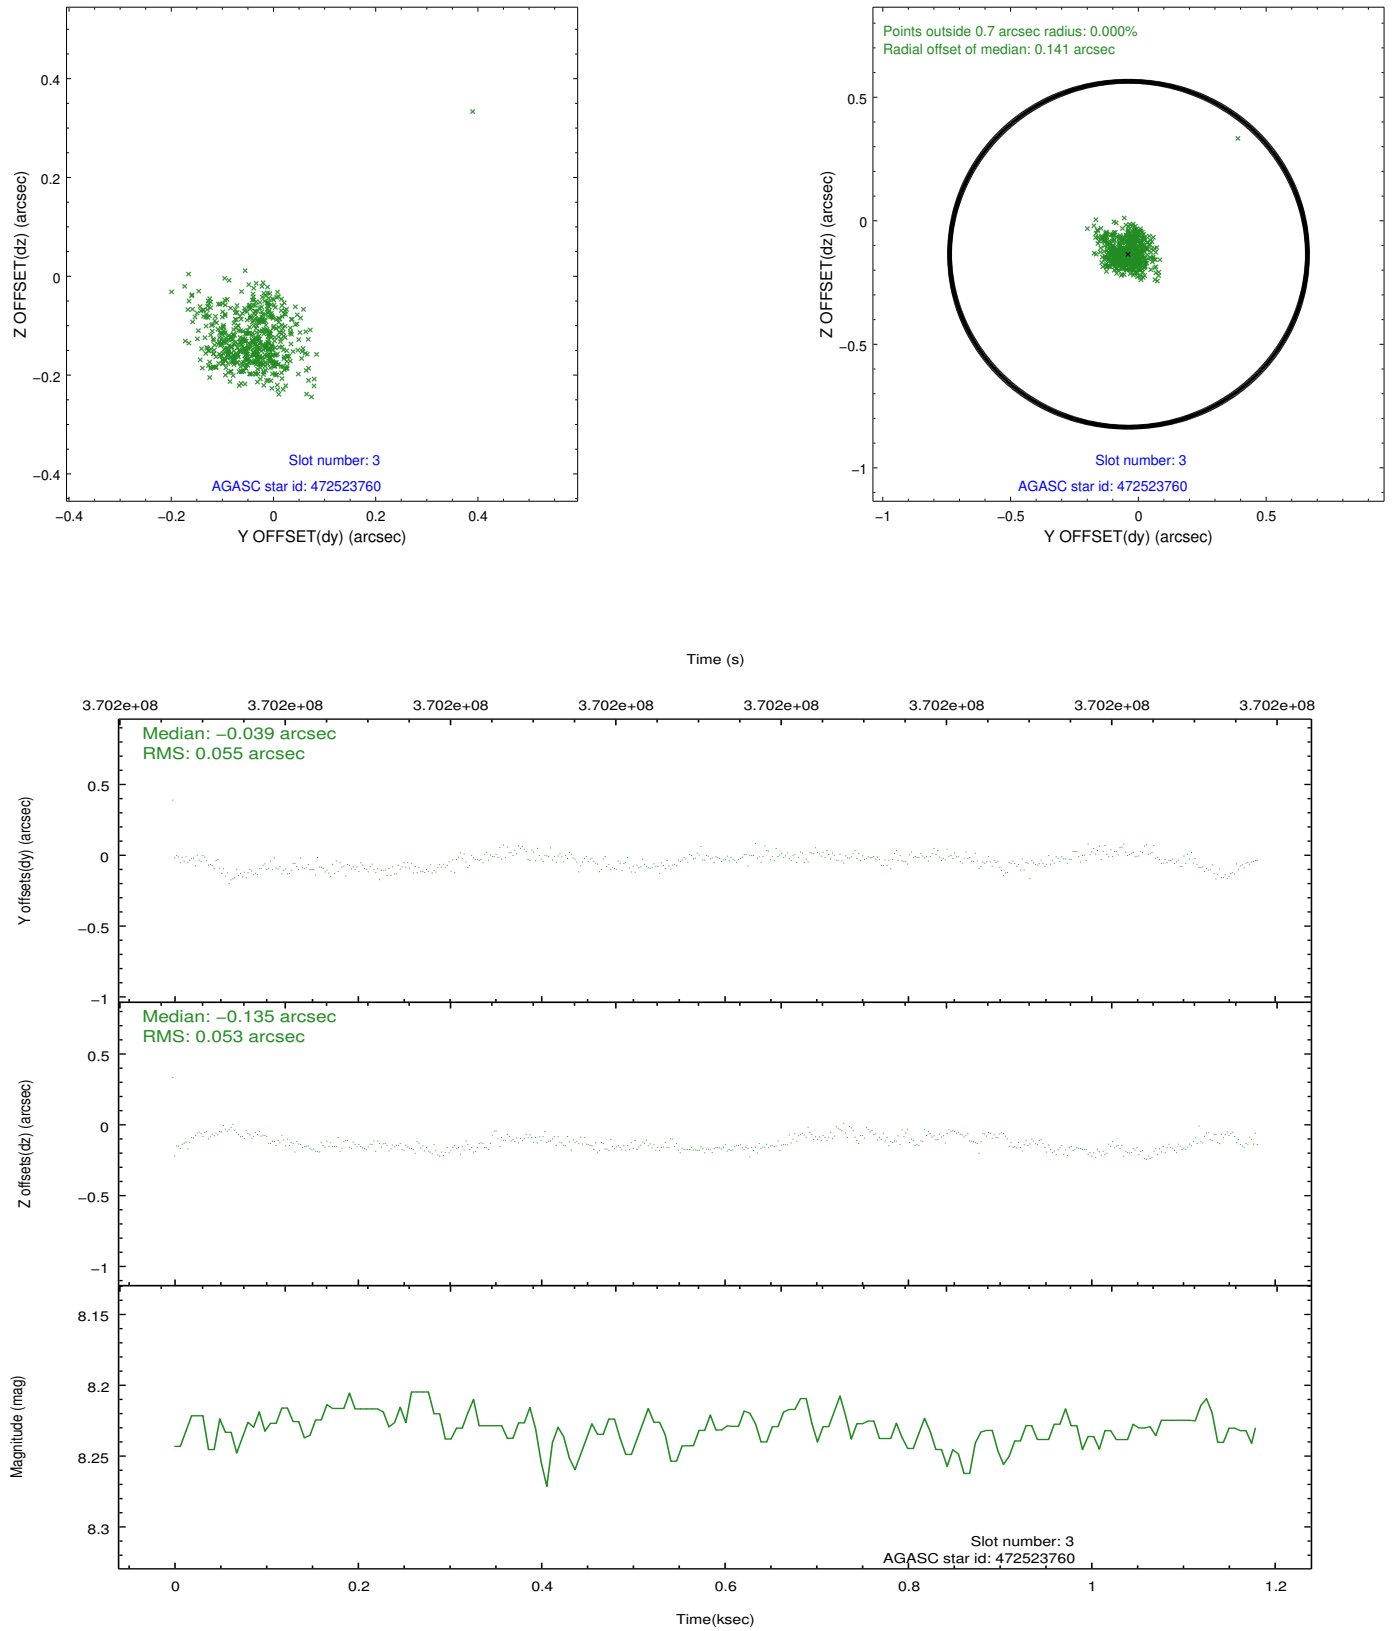 0.4
0.2
0
−0.2
−0.4
Z OFFSET(dz) (arcsec)
Slot number: 3
AGASC star id: 472523760
−0.4 −0.2 0 0.2 0.4
Y OFFSET(dy) (arcsec)
Points outside 0.7 arcsec radius: 0.000%
Radial offset of median: 0.141 arcsec
0.5
0
−0.5
−1
Z OFFSET(dz) (arcsec)
Slot number: 3
AGASC star id: 472523760
−1 −0.5 0 0.5
Y OFFSET(dy) (arcsec)
Time (s)
3.702e+08 3.702e+08 3.702e+08 3.702e+08 3.702e+08 3.702e+08 3.702e+08 3.702e+08
Median: −0.039 arcsec
RMS: 0.055 arcsec
0.5
0
−0.5
−1
Y offsets(dy) (arcsec)
Median: −0.135 arcsec
RMS: 0.053 arcsec
0.5
0
−0.5
−1
Z offsets(dz) (arcsec)
8.15
8.2
8.25
8.3
Magnitude (mag)
Slot number: 3
AGASC star id: 472523760
0 0.2 0.4 0.6 0.8 1 1.2
Time(ksec)